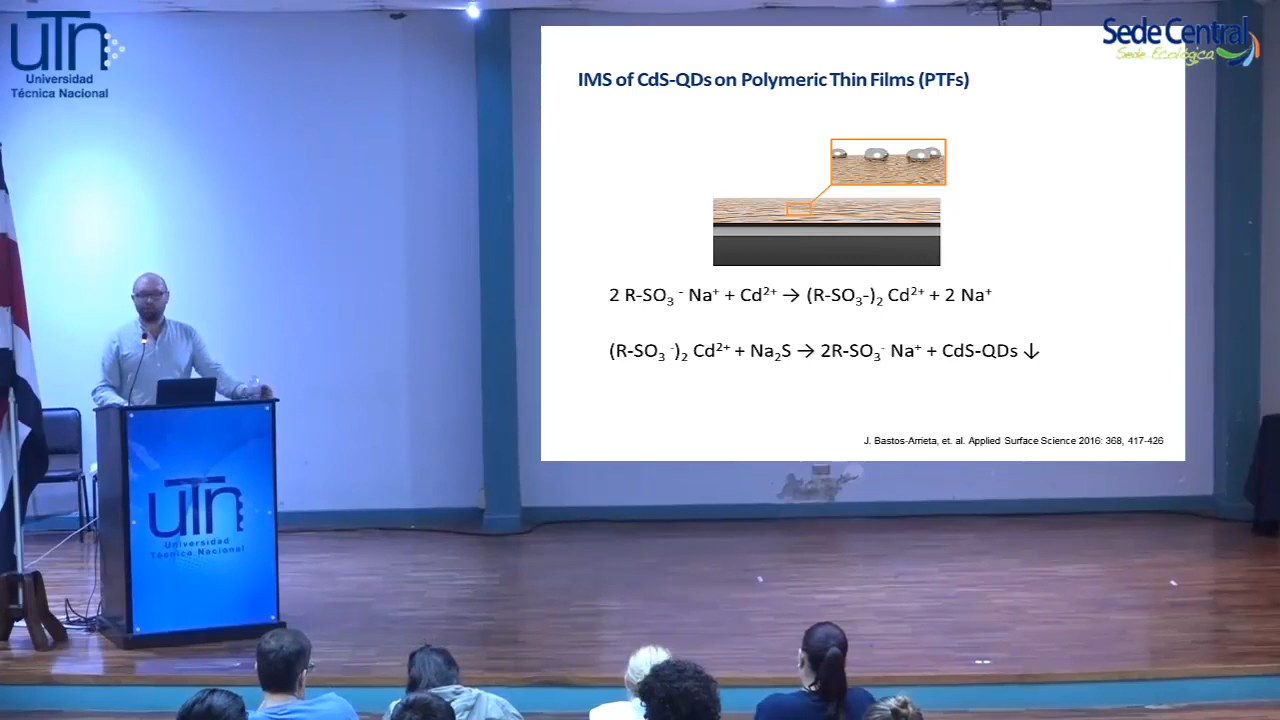 uTn
Universidad
Técnica Nacional
Sede Central
Sede Ecológica
IMS of CdS-QDs on Polymeric Thin Films (PTFs)
2 R-SO₃ ⁻ Na⁺ + Cd²⁺ → (R-SO₃-)₂ Cd²⁺ + 2 Na⁺
(R-SO₃ ⁻)₂ Cd²⁺ + Na₂S → 2R-SO₃⁻ Na⁺ + CdS-QDs ↓
J. Bastos-Arrieta, et. al. Applied Surface Science 2016: 368, 417-426
uTn
Universidad
Técnica Nacional